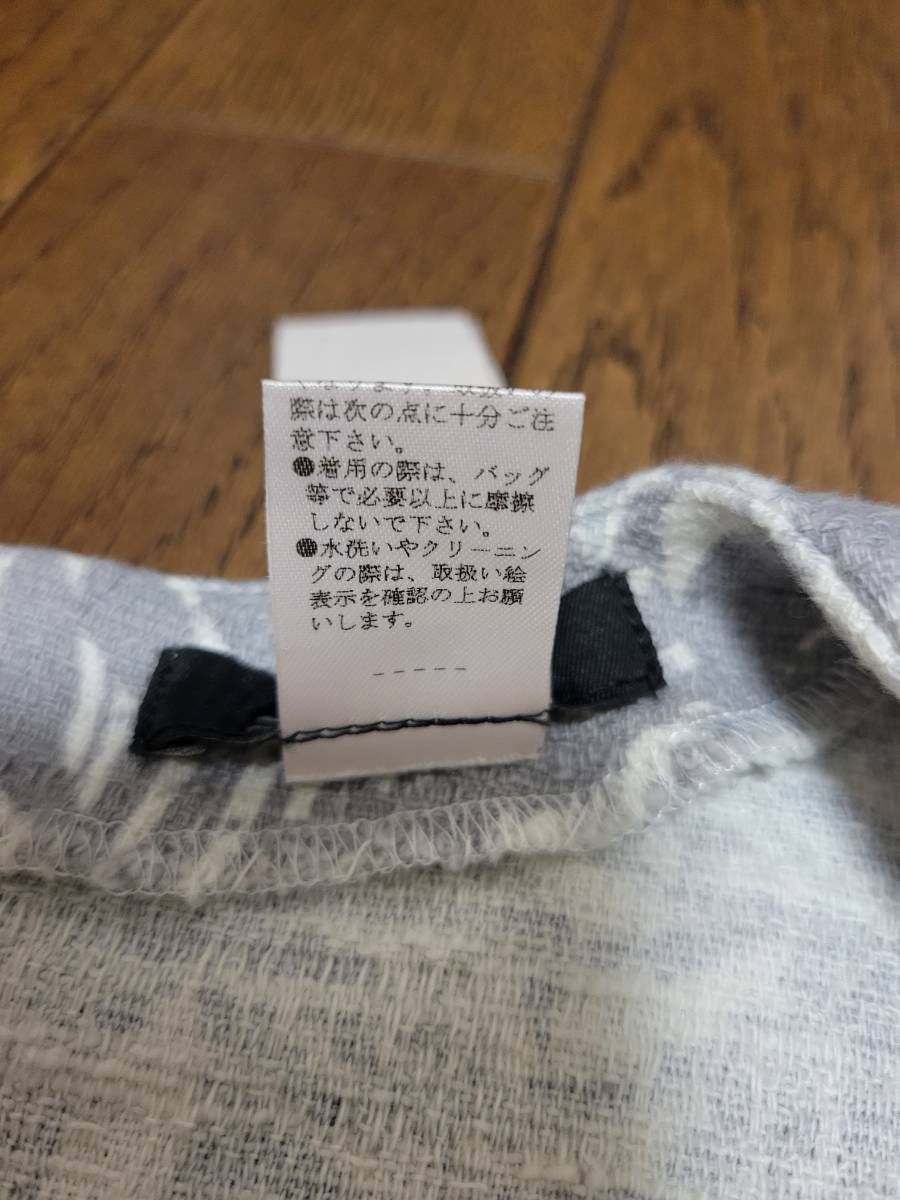 際は次の点に十分ご注
意下さい。
●着用の際は、バッグ
等で必要以上に摩擦
しないで下さい。
●水洗いやクリーニン
グの際は、取扱い絵
表示を確認の上お願
いします。
-----